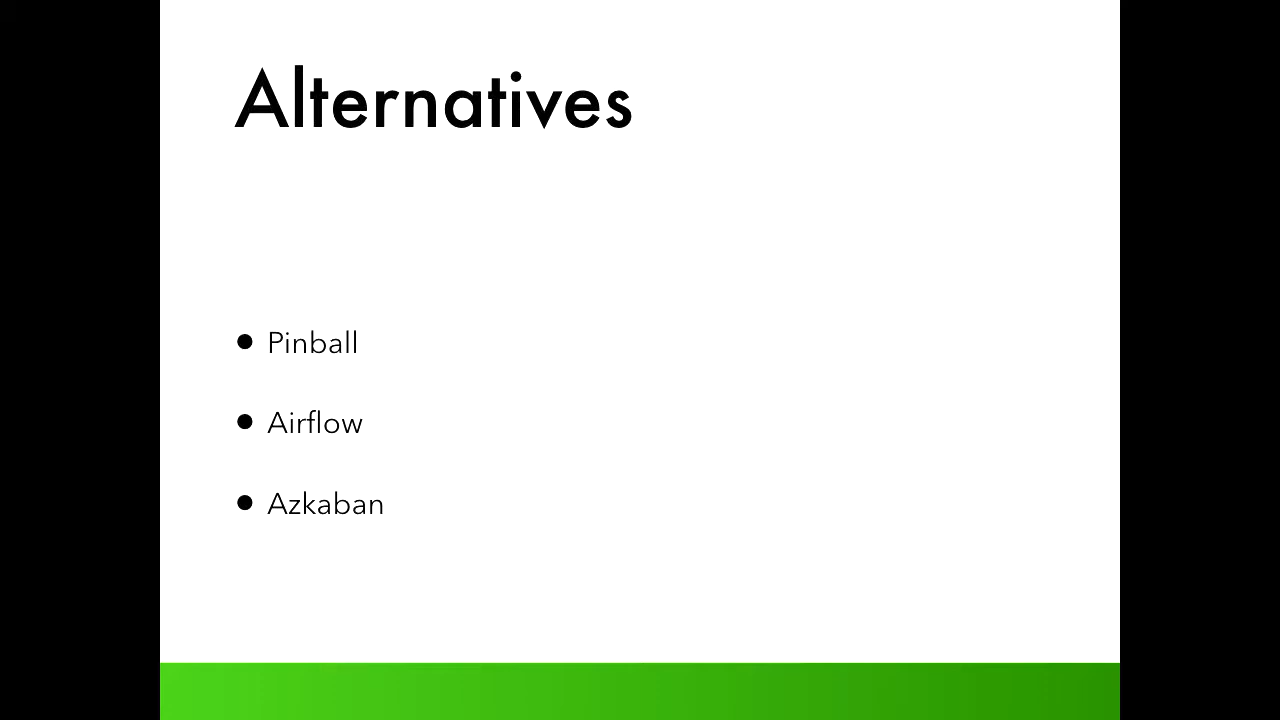 Alternatives
• Pinball
• Airflow
• Azkaban